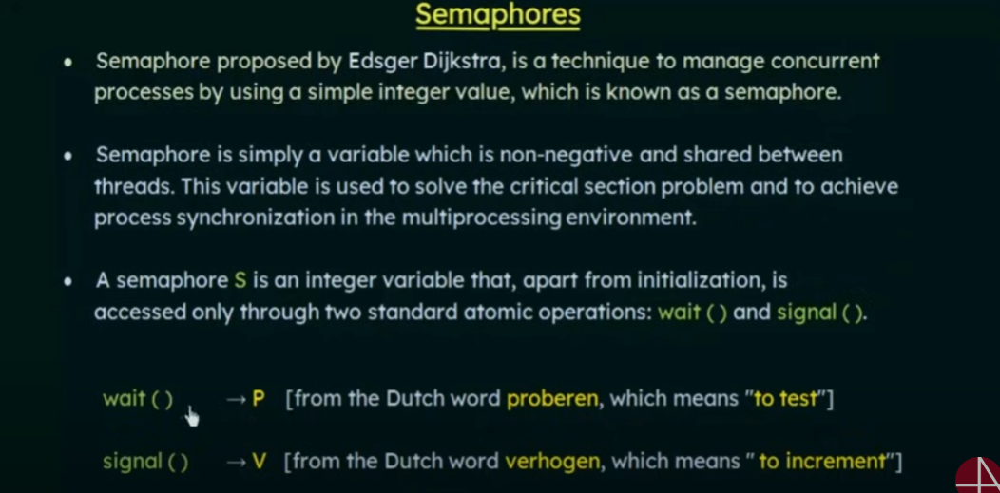 Semaphores
• Semaphore proposed by Edsger Dijkstra, is a technique to manage concurrent
processes by using a simple integer value, which is known as a semaphore.
• Semaphore is simply a variable which is non-negative and shared between
threads. This variable is used to solve the critical section problem and to achieve
process synchronization in the multiprocessing environment.
• A semaphore S is an integer variable that, apart from initialization, is
accessed only through two standard atomic operations: wait ( ) and signal ( ).
wait ( ) → P [from the Dutch word proberen, which means "to test"]
signal ( ) → V [from the Dutch word verhogen, which means " to increment"]